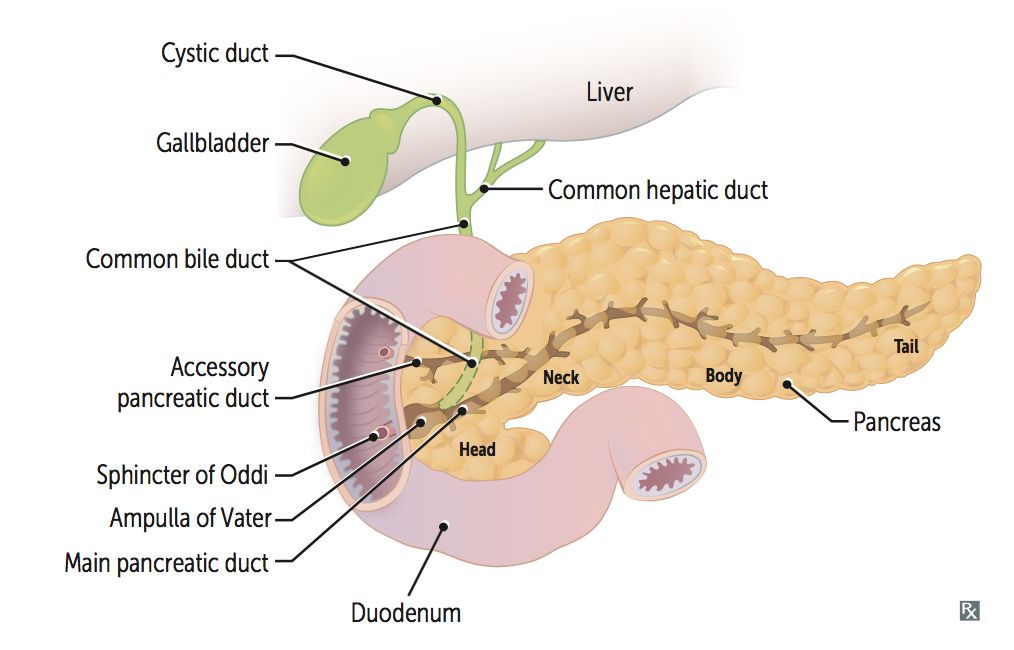 Cystic duct
Liver
Gallbladder
Common hepatic duct
Common bile duct
Accessory
pancreatic duct
Tail
Neck
Body
Pancreas
Head
Sphincter of Oddi
Ampulla of Vater
Main pancreatic duct
Duodenum
Rx